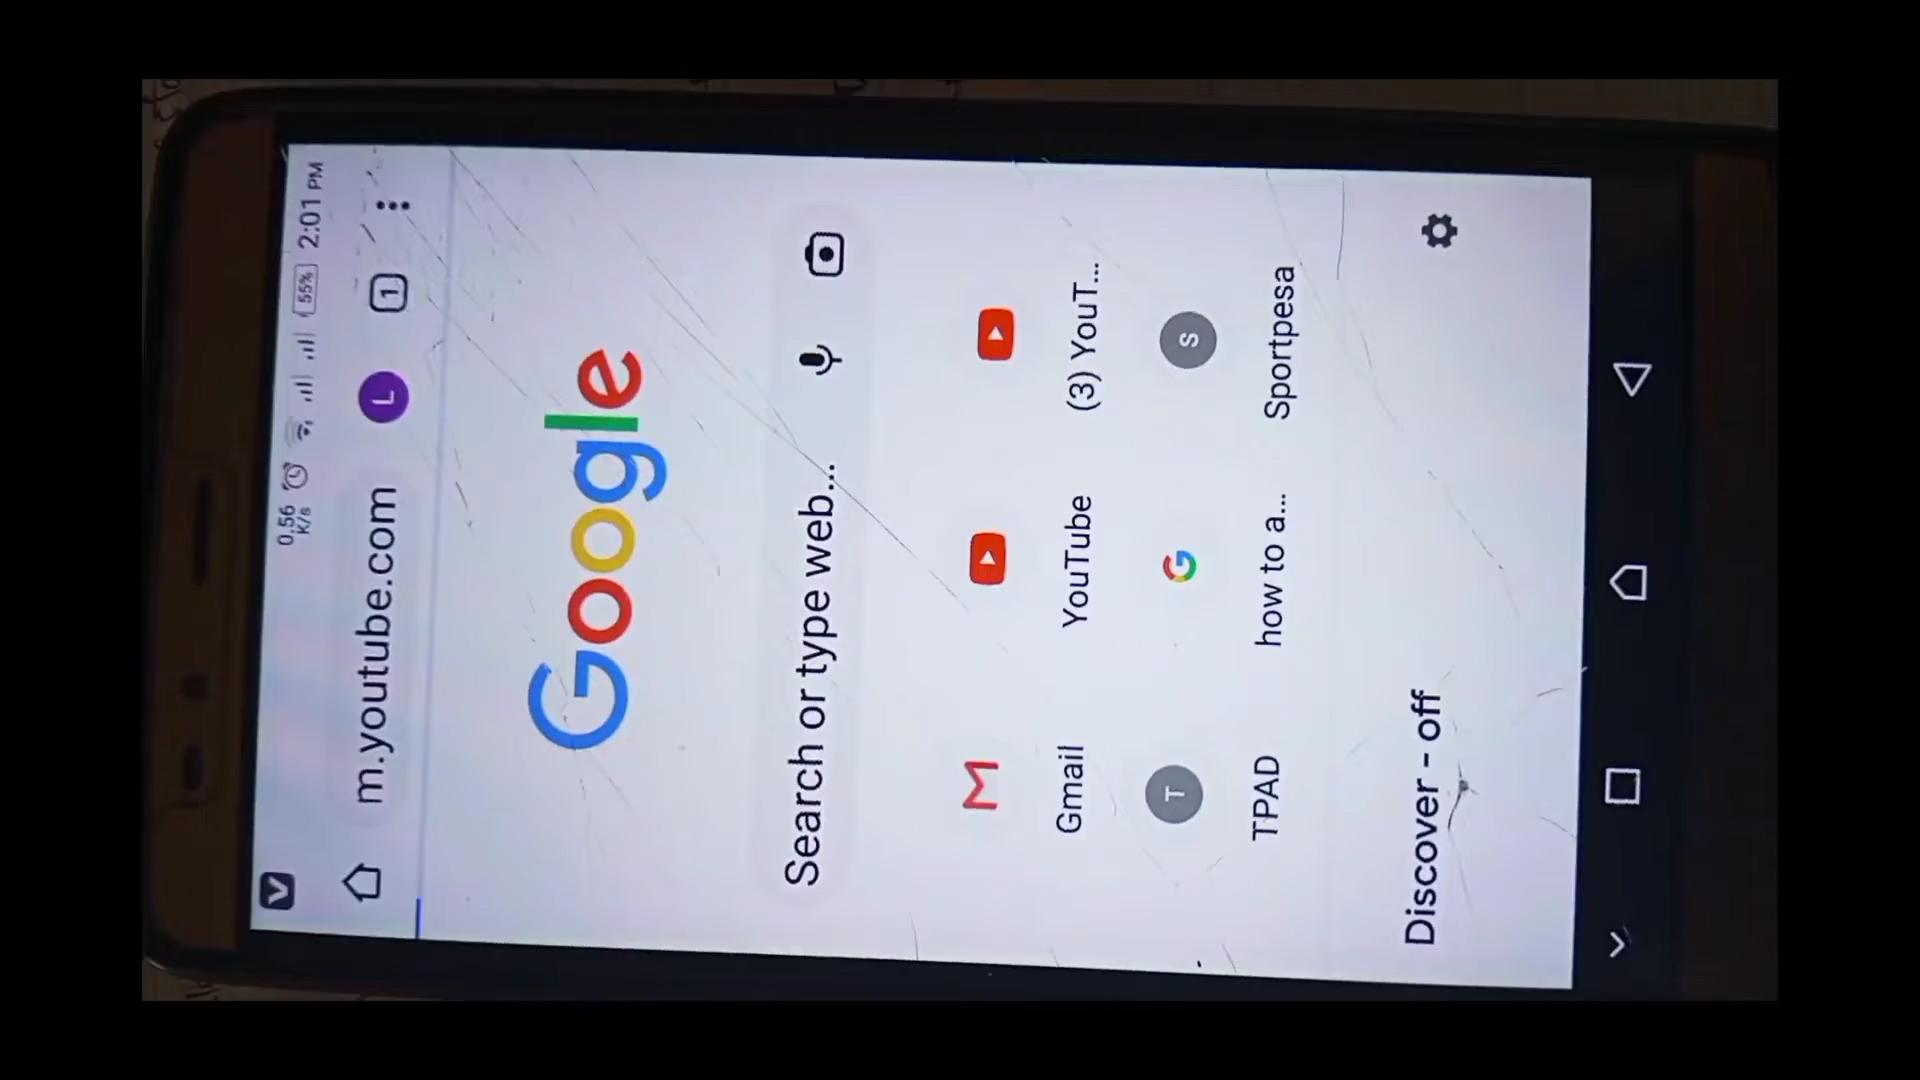 0.56
K/s
55%
2:01 PM
m.youtube.com
L
1
Google
Search or type web...
Gmail
YouTube
(3) YouT...
T
G
S
TPAD
how to a...
Sportpesa
Discover – off